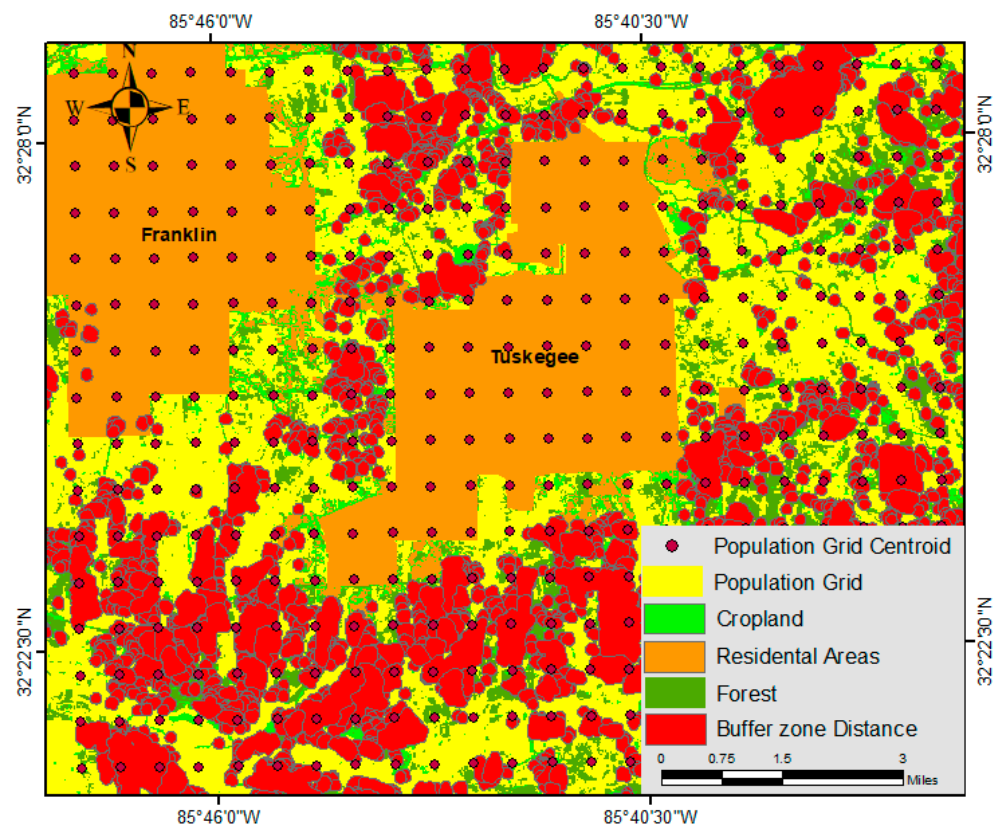 85°46'0"W 85°40'30"W
N
W E
S
32°28'0"N 32°28'0"N
Franklin
Tuskegee
Population Grid Centroid
Population Grid
Cropland
Residental Areas
Forest
Buffer zone Distance
0 0.75 1.5 3
Miles
32°22'30"N 32°22'30"N
85°46'0"W 85°40'30"W